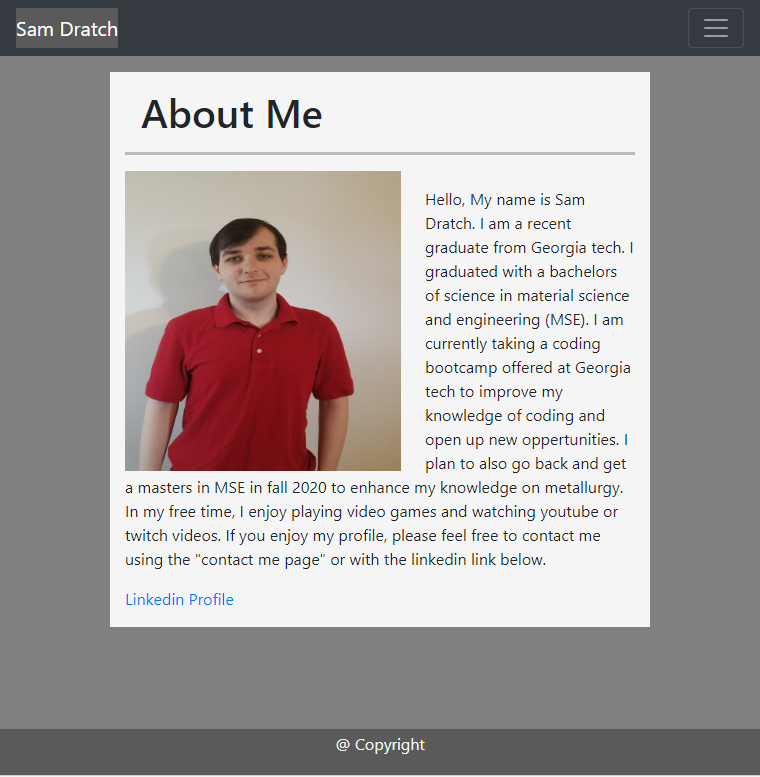 Sam Dratch
About Me
Hello, My name is Sam
Dratch. I am a recent
graduate from Georgia tech. I
graduated with a bachelors
of science in material science
and engineering (MSE). I am
currently taking a coding
bootcamp offered at Georgia
tech to improve my
knowledge of coding and
open up new oppertunities. I
plan to also go back and get
a masters in MSE in fall 2020 to enhance my knowledge on metallurgy.
In my free time, I enjoy playing video games and watching youtube or
twitch videos. If you enjoy my profile, please feel free to contact me
using the "contact me page" or with the linkedin link below.
Linkedin Profile
@ Copyright